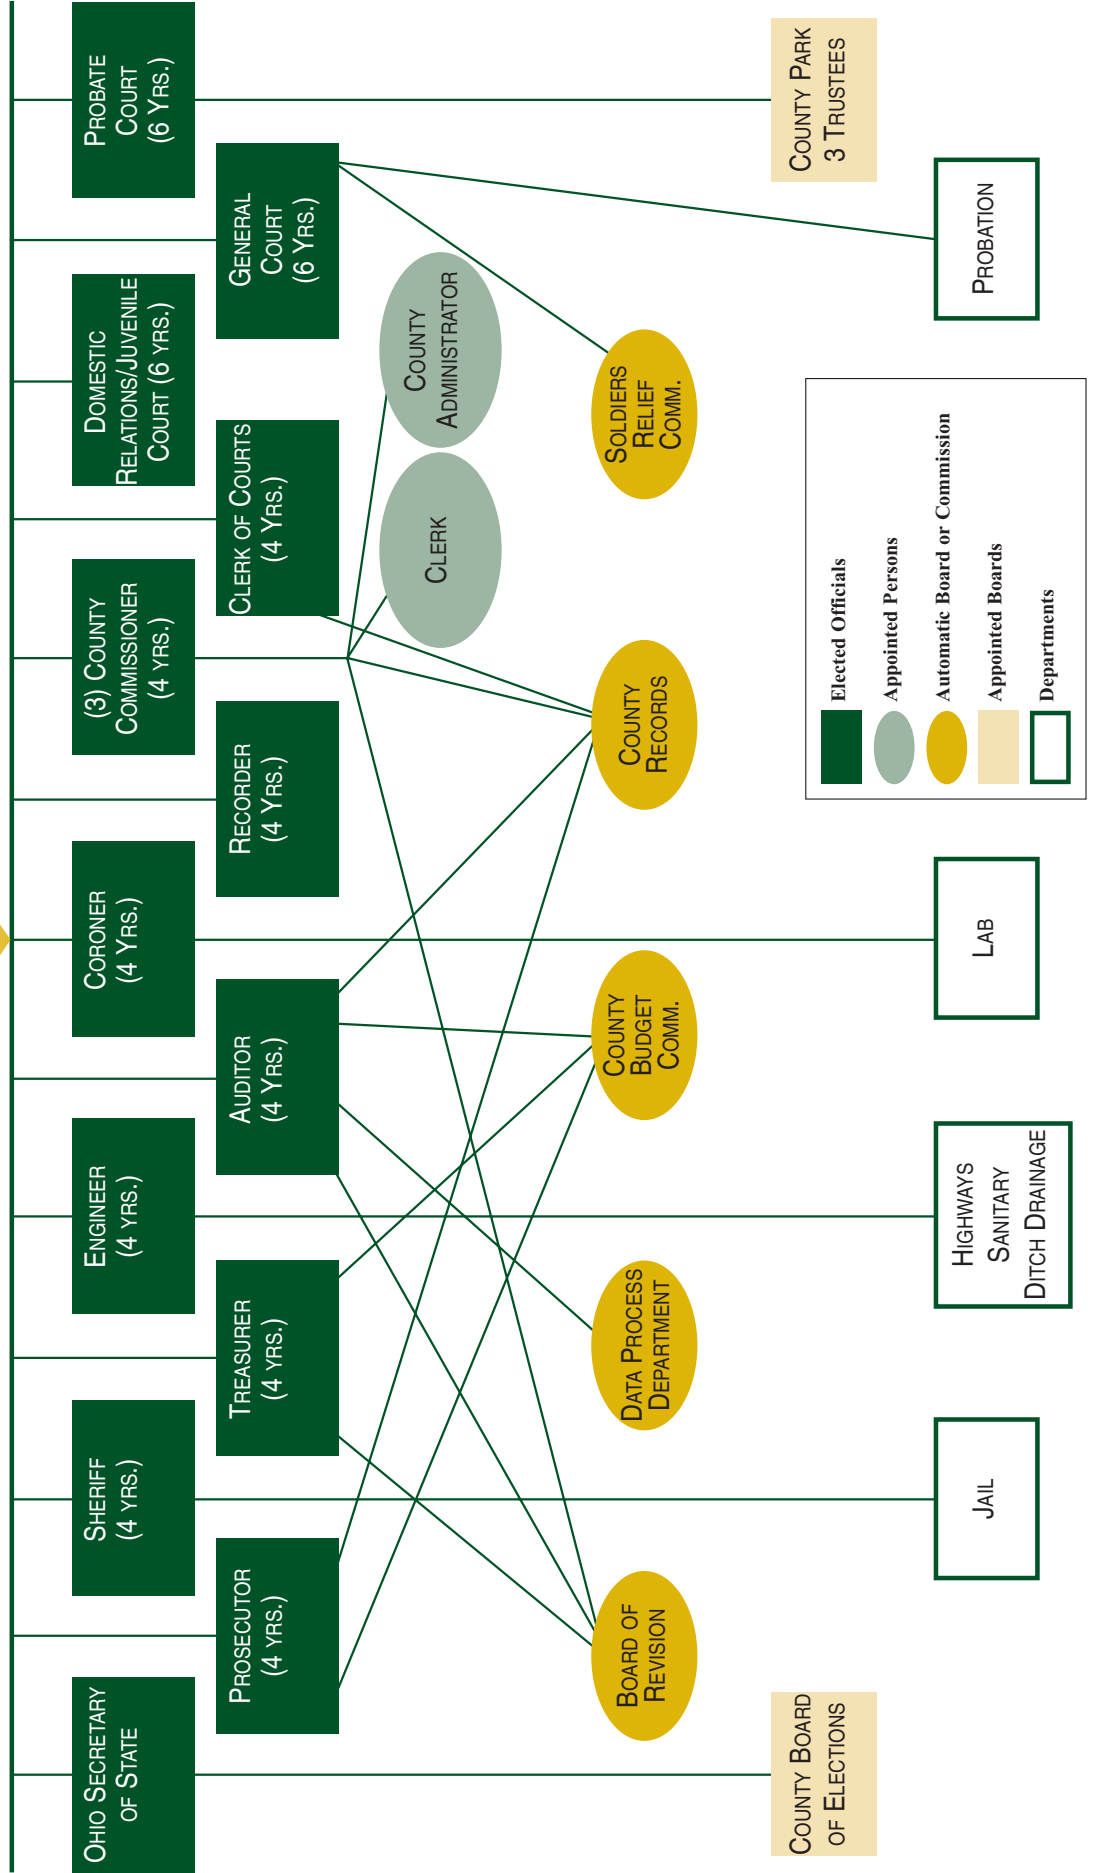 OHIO SECRETARY
OF STATE
SHERIFF
(4 YRS.)
ENGINEER
(4 YRS.)
CORONER
(4 YRS.)
(3) COUNTY
COMMISSIONER
(4 YRS.)
DOMESTIC
RELATIONS/JUVENILE
COURT (6 YRS.)
PROBATE
COURT
(6 YRS.)
PROSECUTOR
(4 YRS.)
TREASURER
(4 YRS.)
AUDITOR
(4 YRS.)
RECORDER
(4 YRS.)
CLERK OF COURTS
(4 YRS.)
GENERAL
COURT
(6 YRS.)
CLERK
COUNTY
ADMINISTRATOR
BOARD OF
REVISION
DATA PROCESS
DEPARTMENT
COUNTY
BUDGET
COMM.
COUNTY
RECORDS
SOLDIERS
RELIEF
COMM.
COUNTY BOARD
OF ELECTIONS
COUNTY PARK
3 TRUSTEES
JAIL
HIGHWAYS
SANITARY
DITCH DRAINAGE
LAB
PROBATION
Elected Officials
Appointed Persons
Automatic Board or Commission
Appointed Boards
Departments